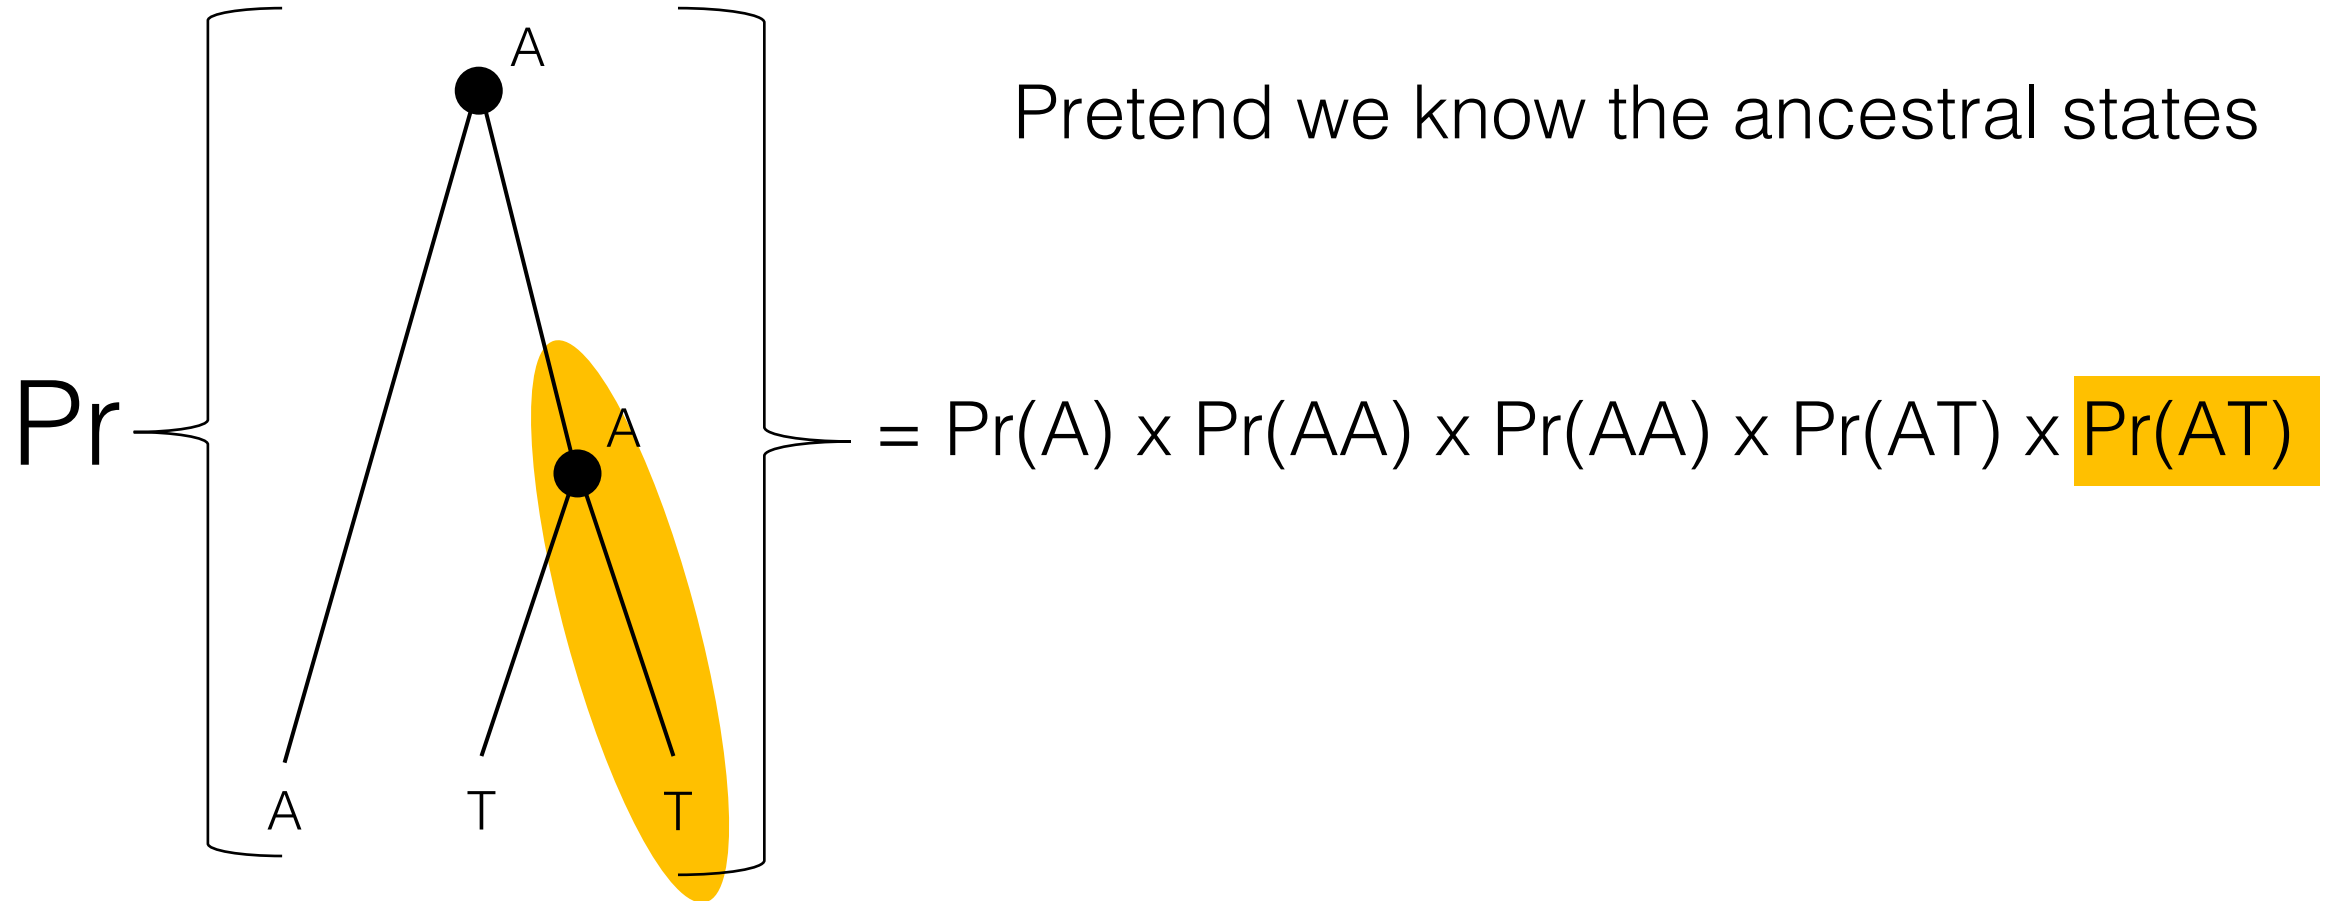 A
Pretend we know the ancestral states
Pr
A
= Pr(A) x Pr(AA) x Pr(AA) x Pr(AT) x Pr(AT)
A T T